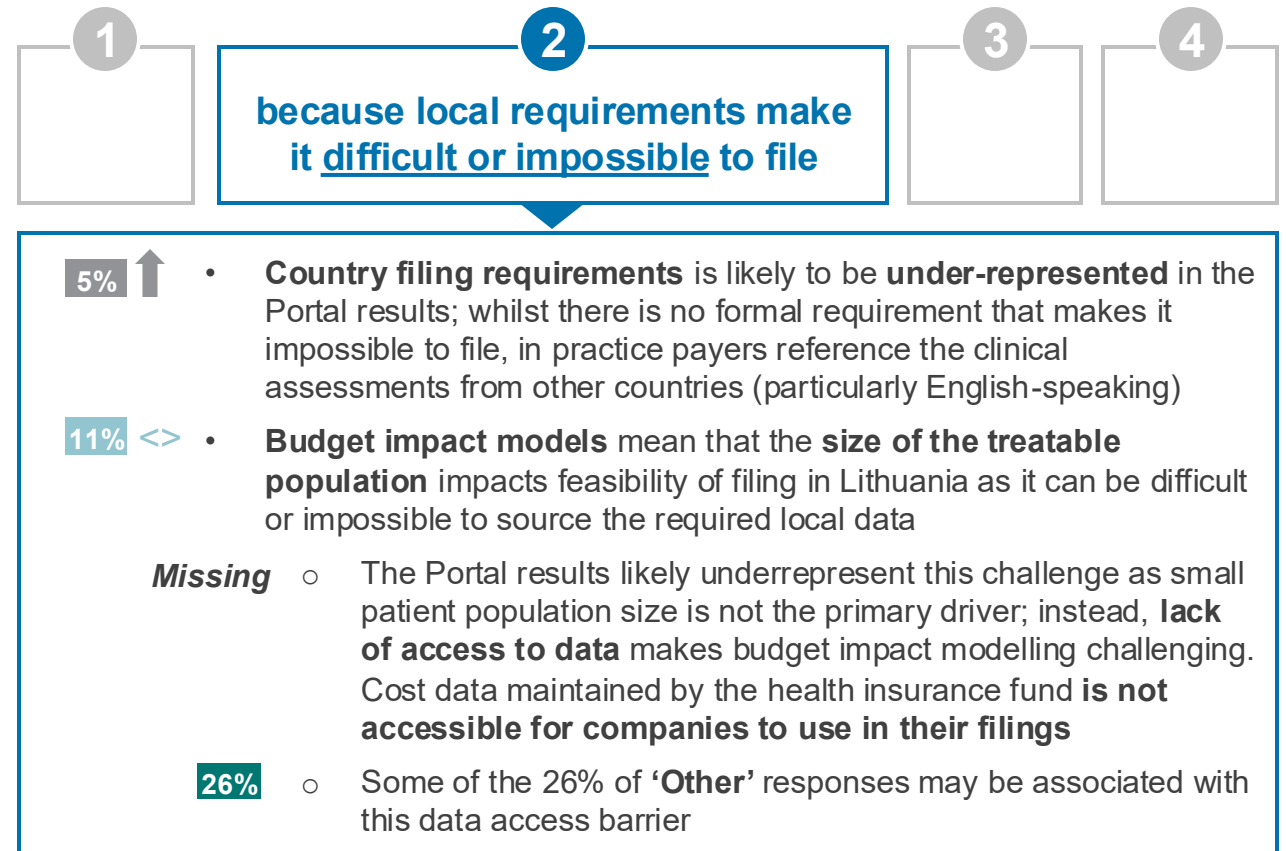 1
2
3
4
because local requirements make
it difficult or impossible to file
5%
• Country filing requirements is likely to be under-represented in the
Portal results; whilst there is no formal requirement that makes it
impossible to file, in practice payers reference the clinical
assessments from other countries (particularly English-speaking)
11% <>
• Budget impact models mean that the size of the treatable
population impacts feasibility of filing in Lithuania as it can be difficult
or impossible to source the required local data
Missing
○ The Portal results likely underrepresent this challenge as small
patient population size is not the primary driver; instead, lack
of access to data makes budget impact modelling challenging.
Cost data maintained by the health insurance fund is not
accessible for companies to use in their filings
26%
○ Some of the 26% of ‘Other’ responses may be associated with
this data access barrier